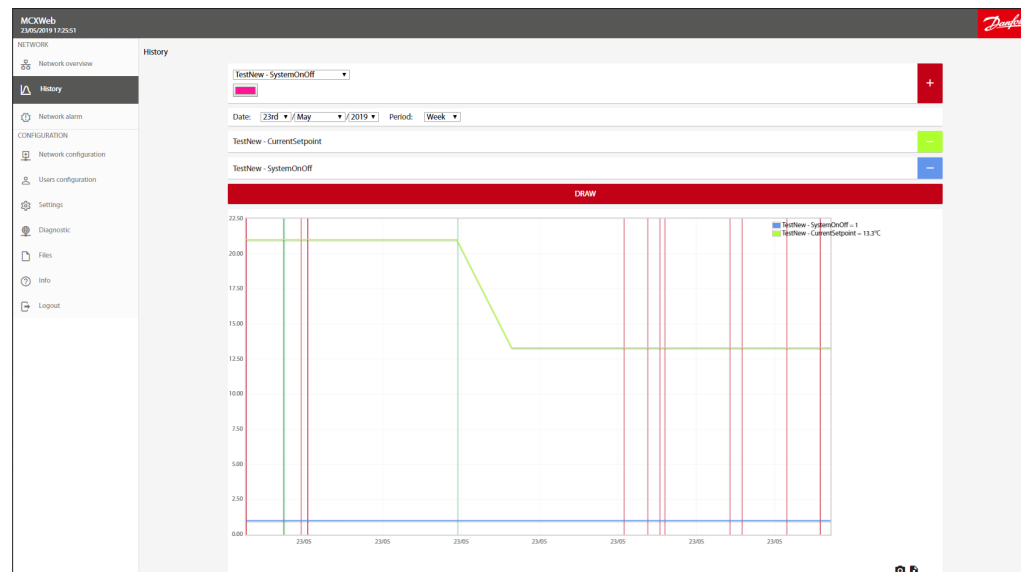 MCXWeb
23/05/2019 17:25:51
NETWORK
Network overview
History
Network alarm
CONFIGURATION
Network configuration
Users configuration
Settings
Diagnostic
Files
Info
Logout
History
TestNew - SystemOnOff
+
Date: 23rd / May / 2019 Period: Week
TestNew - CurrentSetpoint
TestNew - SystemOnOff
DRAW
TestNew - SystemOnOff = 1
TestNew - CurrentSetpoint = 13.3°C
22.50
20.00
17.50
15.00
12.50
10.00
7.50
5.00
2.50
0.00
23/05 23/05 23/05 23/05 23/05 23/05 23/05